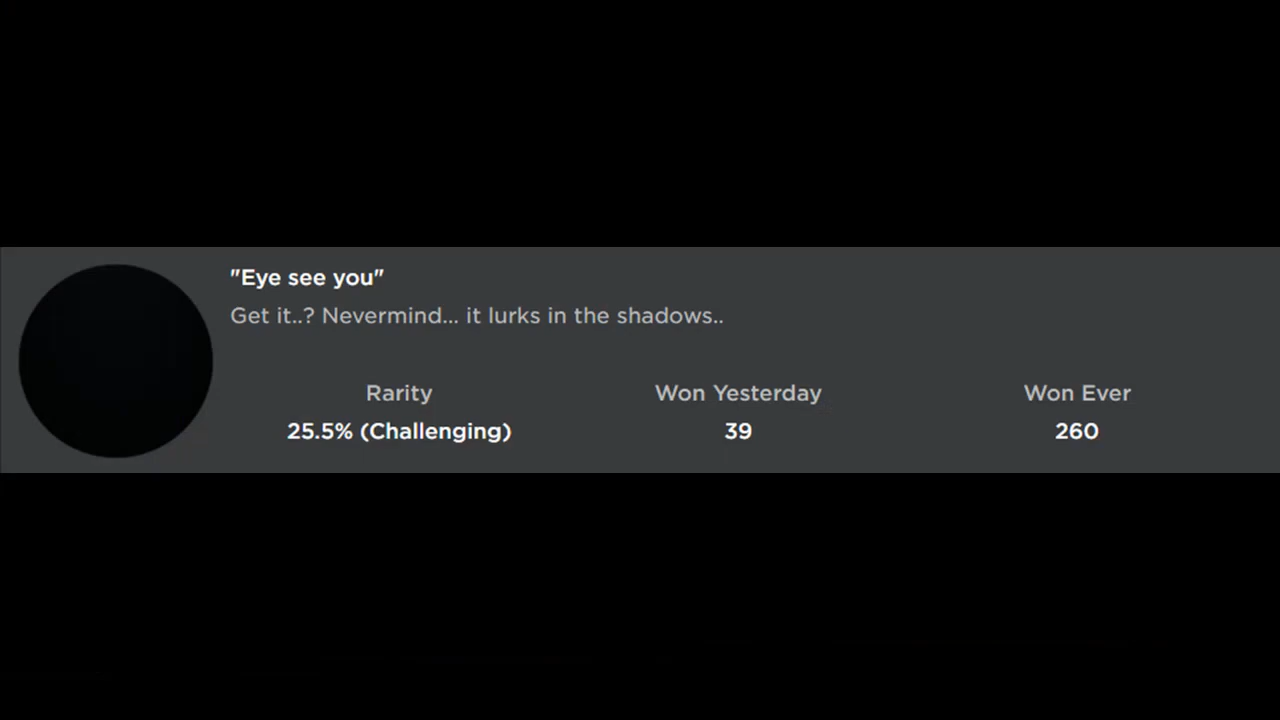 "Eye see you"
Get it..? Nevermind... it lurks in the shadows..
Rarity Won Yesterday Won Ever
25.5% (Challenging) 39 260